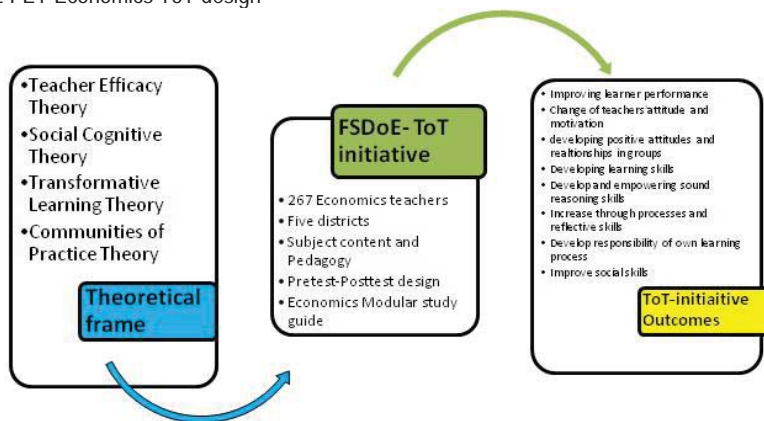 FET Economics ToT design
•Teacher Efficacy
Theory
•Social Cognitive
Theory
•Transformative
Learning Theory
•Communities of
Practice Theory
Theoretical
frame
FSDoE- ToT
initiative
• 267 Economics teachers
• Five districts
• Subject content and
Pedagogy
• Pretest-Posttest design
• Economics Modular study
guide
• Improving learner performance
• Change of teachers'attitude and
motivation
• developing positive attitudes and
realtionships in groups
• Developing learning skills
• Develop and empowering sound
reasoning skills
• Increase through processes and
reflective skills
• Develop responsibility of own learning
process
• Improve social skills
ToT-initiaitive
Outcomes